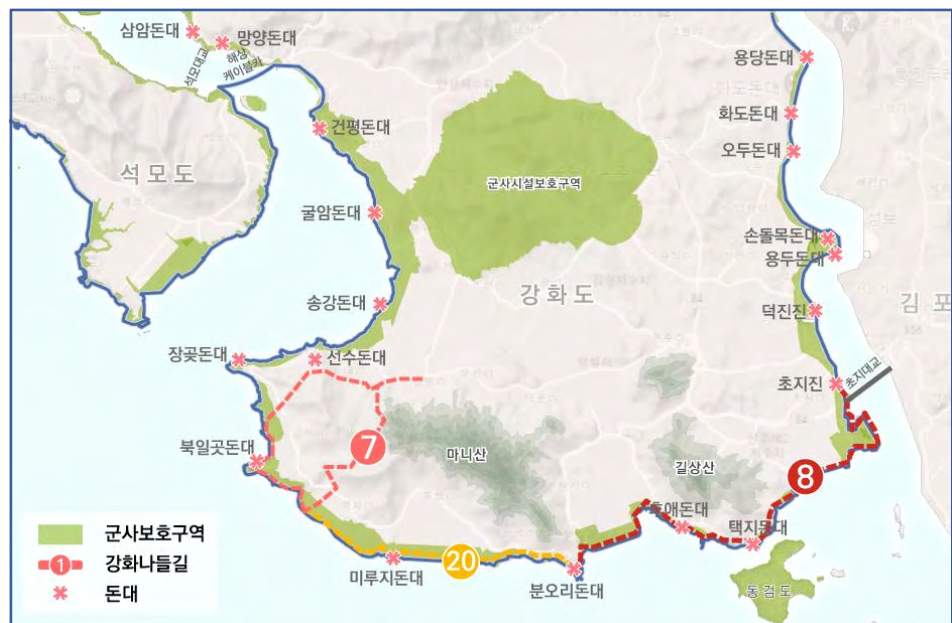 삼암돈대
망양돈대
석모대교
해상
케이블카
용당돈대
화도돈대
건평돈대
화도돈대
오두돈대
석모도
군사시설보호구역
굴암돈대
손돌목돈대
용두돈대
강화도
김포
송강돈대
덕진진
장곶돈대
선수돈대
초지대교
초지진
7
북일곶돈대
마니산
길상산
8
후애돈대
택지돈대
20
미루지돈대
분오리돈대
동검도
군사보호구역
1 강화나들길
돈대